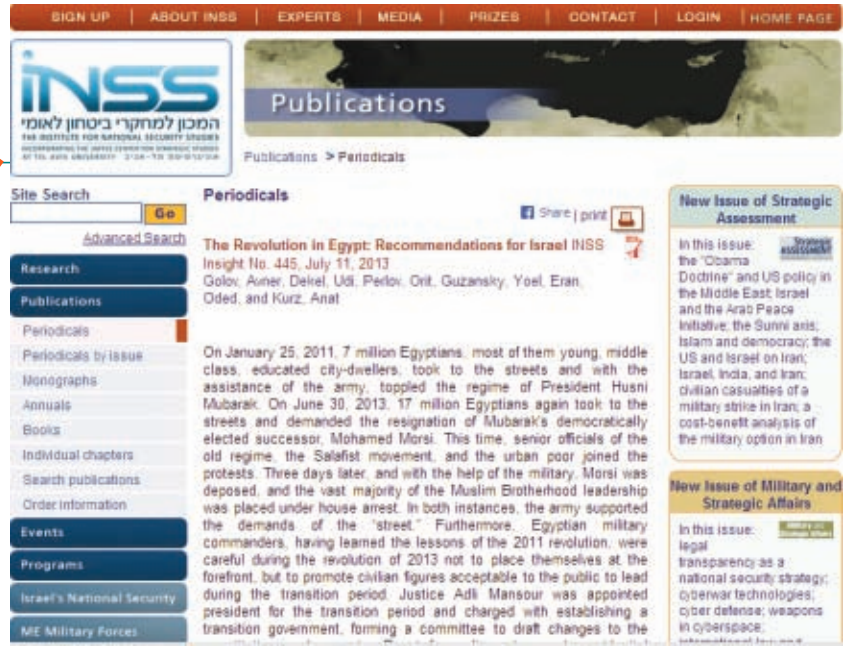 SIGN UP | ABOUT INSS | EXPERTS | MEDIA | PRIZES | CONTACT | LOGIN | HOME PAGE
iNSS
המכון למחקרי ביטחון לאומי
THE INSTITUTE FOR NATIONAL SECURITY STUDIES
INCORPORATING THE JAFFEE CENTER FOR STRATEGIC STUDIES
AT TEL AVIV UNIVERSITY
Publications
Publications > Periodicals
Site Search
Go
Advanced Search
Research
Publications
Periodicals
Periodicals by issue
Monographs
Annuals
Books
Individual chapters
Search publications
Order information
Events
Programs
Israel's National Security
ME Military Forces
Periodicals
Share | print
The Revolution in Egypt: Recommendations for Israel INSS
Insight No. 445, July 11, 2013
Golov, Avner, Dekel, Udi, Perlov, Orit, Guzansky, Yoel, Eran,
Oded, and Kurz, Anat
On January 25, 2011, 7 million Egyptians, most of them young, middle
class, educated city-dwellers, took to the streets and with the
assistance of the army, toppled the regime of President Husni
Mubarak. On June 30, 2013, 17 million Egyptians again took to the
streets and demanded the resignation of Mubarak's democratically
elected successor, Mohamed Morsi. This time, senior officials of the
old regime, the Salafist movement, and the urban poor joined the
protests. Three days later, and with the help of the military, Morsi was
deposed, and the vast majority of the Muslim Brotherhood leadership
was placed under house arrest. In both instances, the army supported
the demands of the "street." Furthermore, Egyptian military
commanders, having learned the lessons of the 2011 revolution, were
careful during the revolution of 2013 not to place themselves at the
forefront, but to promote civilian figures acceptable to the public to lead
during the transition period. Justice Adli Mansour was appointed
president for the transition period and charged with establishing a
transition government, forming a committee to draft changes to the
New Issue of Strategic
Assessment
Strategic
ASSESSMENT
In this issue:
the "Obama
Doctrine" and US policy in
the Middle East; Israel
and the Arab Peace
Initiative; the Sunni axis;
Islam and democracy; the
US and Israel on Iran;
Israel, India, and Iran;
civilian casualties of a
military strike in Iran; a
cost-benefit analysis of
the military option in Iran
New Issue of Military and
Strategic Affairs
In this issue:
legal
transparency as a
national security strategy;
cyberwar technologies;
cyber defense; weapons
in cyberspace;
international law and